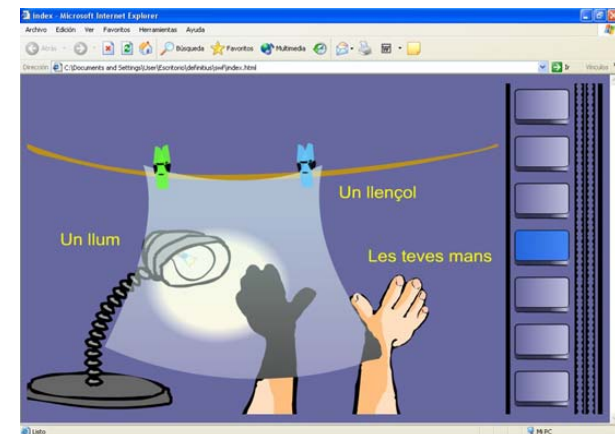 Index - Microsoft Internet Explorer
Archivo Edición Ver Favoritos Herramientas Ayuda
Atrás Búsqueda Favoritos Multimedia
Dirección C:\Documents and Settings\User\Escritorio\definitius\swf\index.html Ir Vínculos
Un llençol
Un llum
Les teves mans
Listo Mi PC